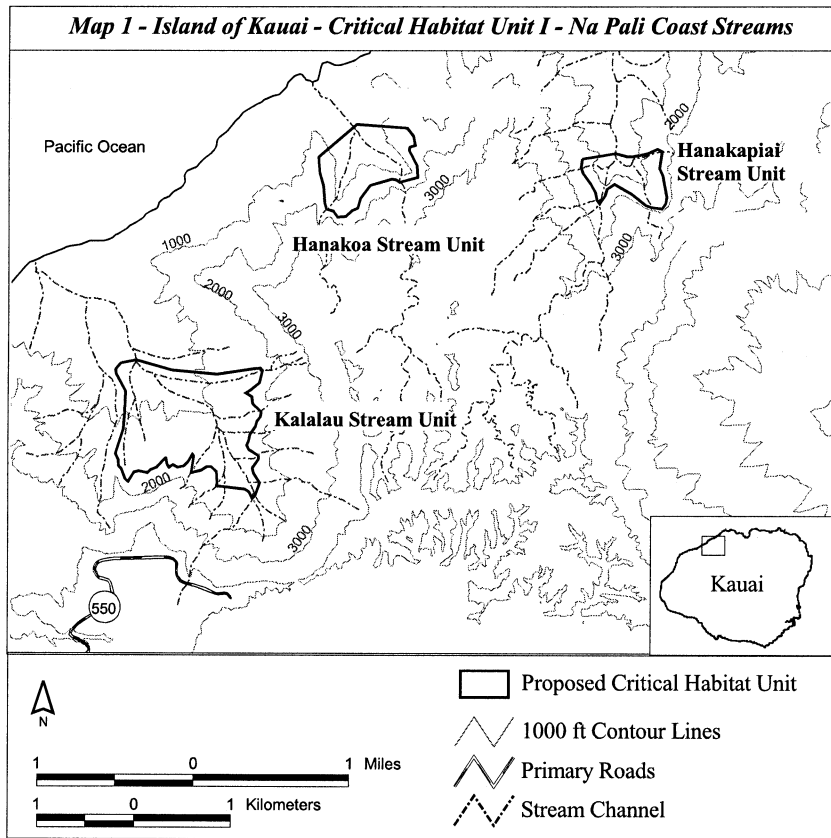 Map 1 - Island of Kauai - Critical Habitat Unit I - Na Pali Coast Streams
Pacific Ocean
2000
Hanakapiai
Stream Unit
3000
Hanakoa Stream Unit
1000
3000
2000
3000
Kalalau Stream Unit
2000
3000
550
Kauai
N
1 0 1 Miles
1 0 1 Kilometers
Proposed Critical Habitat Unit
1000 ft Contour Lines
Primary Roads
Stream Channel